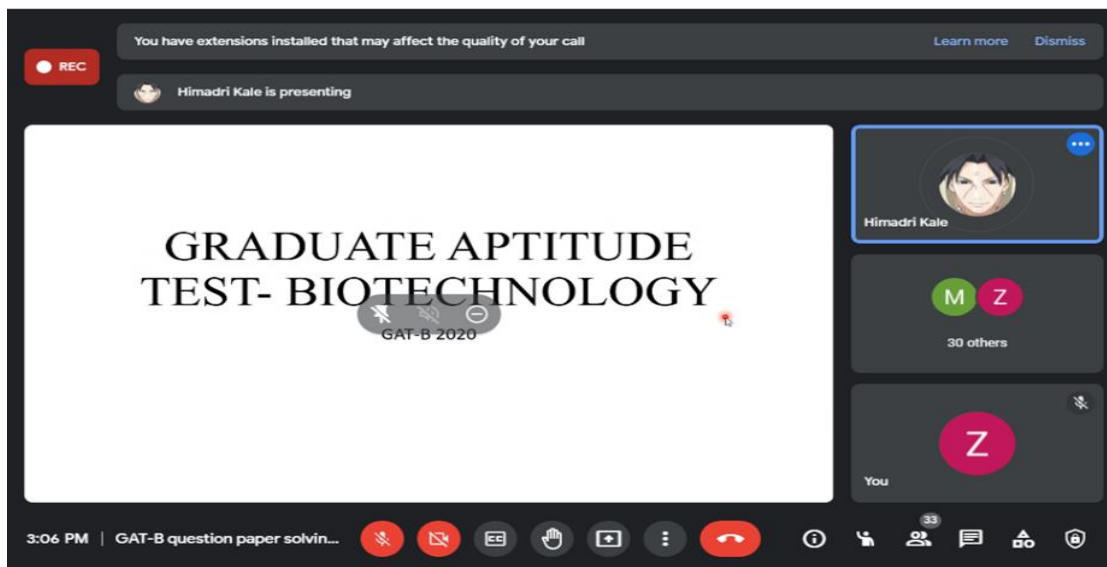 You have extensions installed that may affect the quality of your call
Learn more
Dismiss
REC
Himadri Kale is presenting
GRADUATE APTITUDE
TEST- BIOTECHNOLOGY
GAT-B 2020
Himadri Kale
M Z
30 others
Z
You
3:06 PM | GAT-B question paper solvin...
CC
33